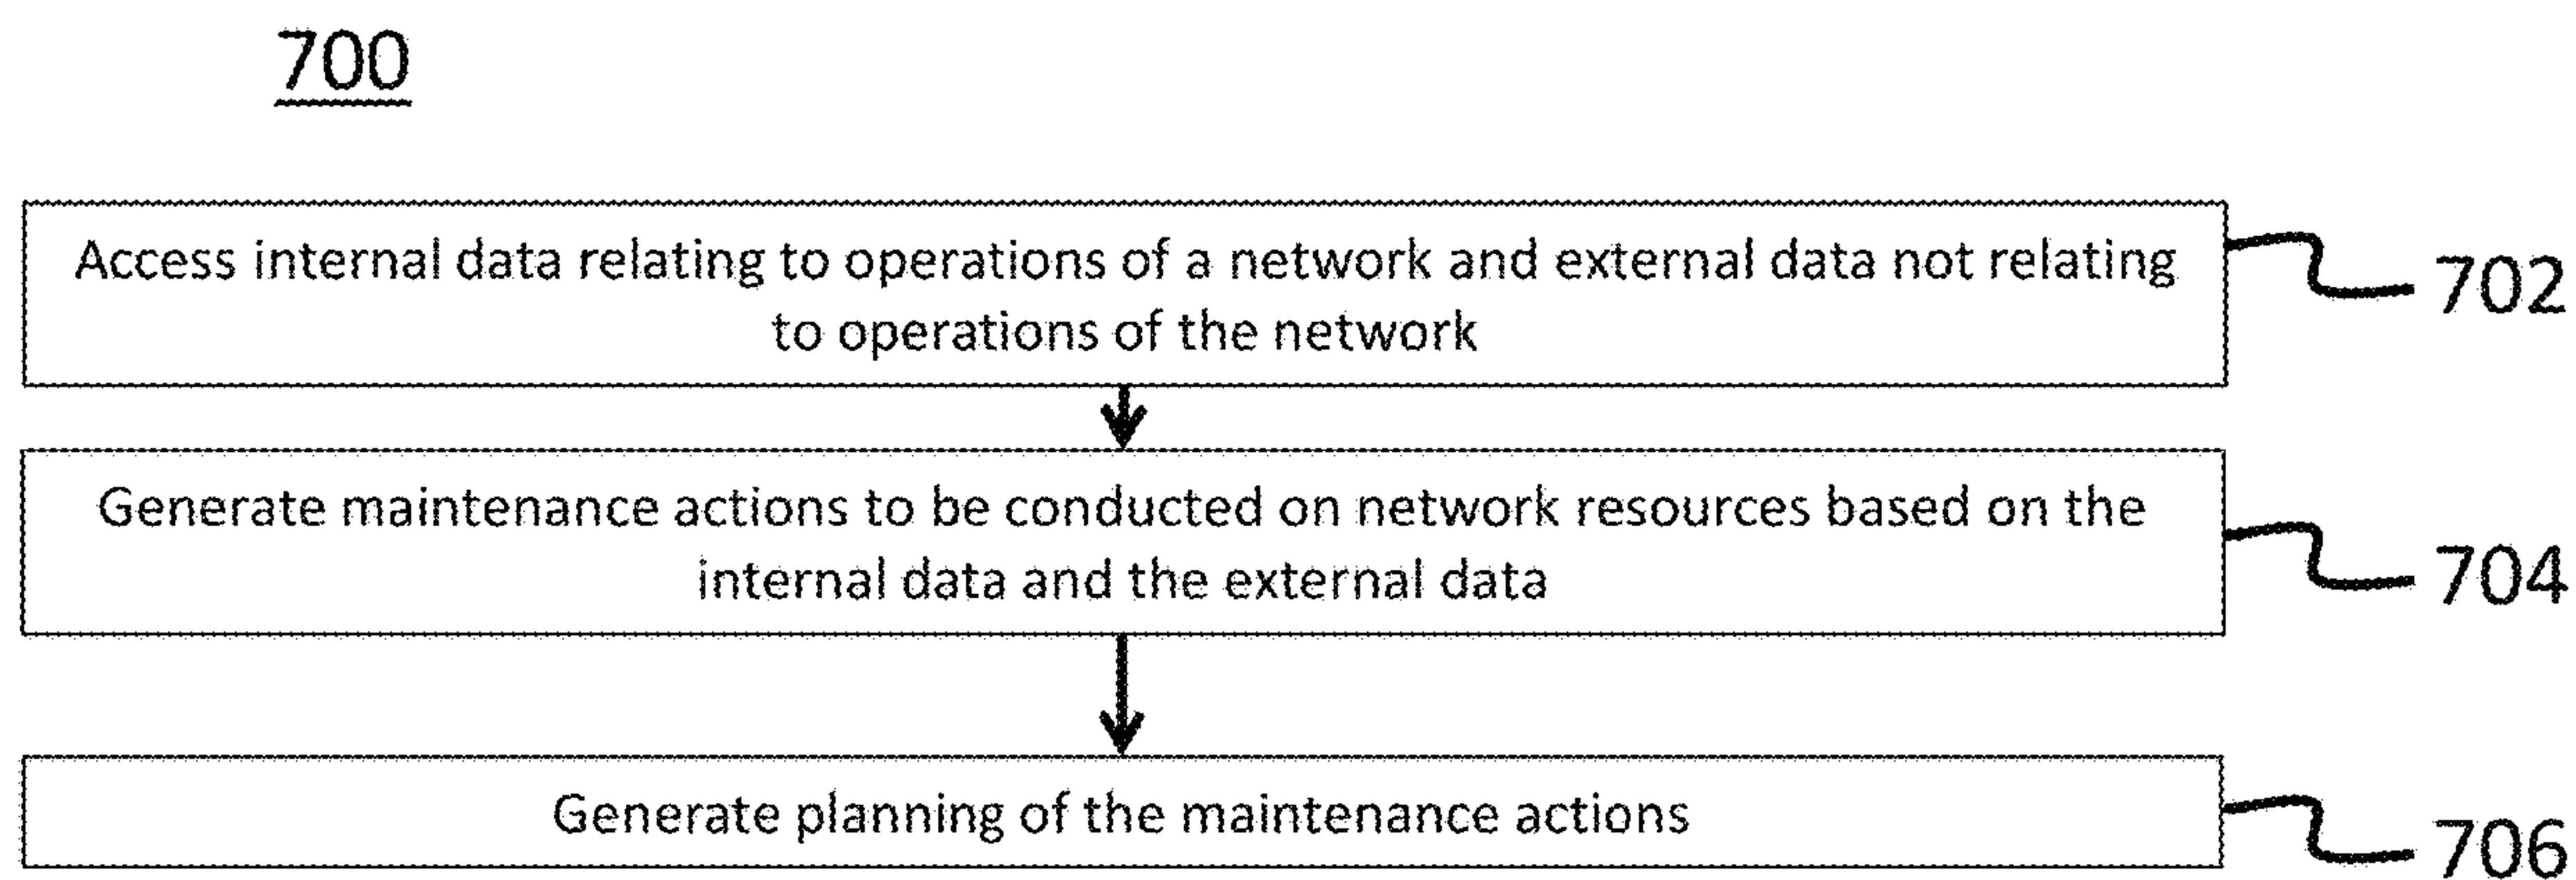 700
Access internal data relating to operations of a network and external data not relating
to operations of the network
702
Generate maintenance actions to be conducted on network resources based on the
internal data and the external data
704
Generate planning of the maintenance actions
706